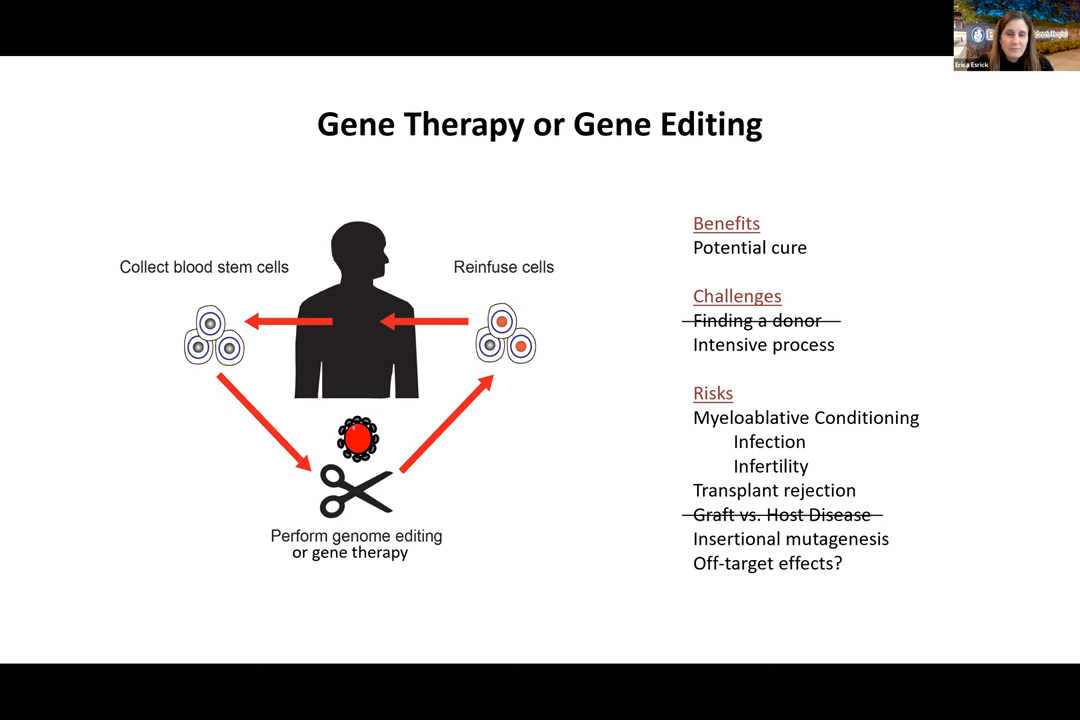 Erica Esrick
Gene Therapy or Gene Editing
Collect blood stem cells
Reinfuse cells
Perform genome editing
or gene therapy
Benefits
Potential cure
Challenges
Finding a donor
Intensive process
Risks
Myeloablative Conditioning
Infection
Infertility
Transplant rejection
Graft vs. Host Disease
Insertional mutagenesis
Off-target effects?